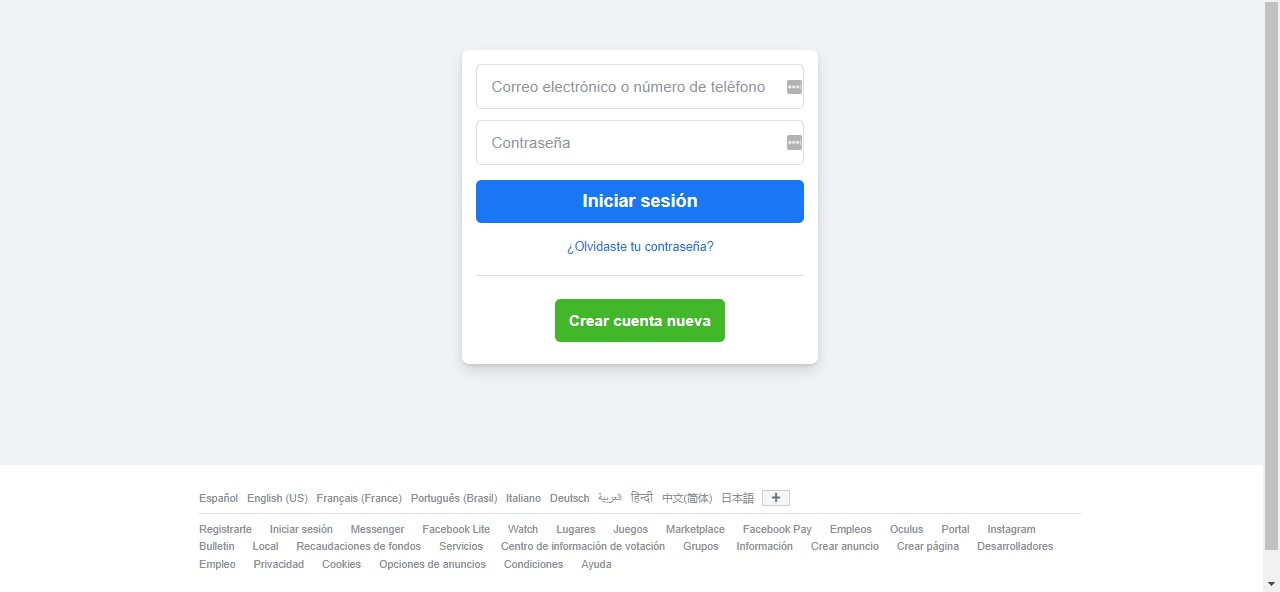 Correo electrónico o número de teléfono
Contraseña
Iniciar sesión
¿Olvidaste tu contraseña?
Crear cuenta nueva
Español English (US) Français (France) Português (Brasil) Italiano Deutsch العربية हिन्दी 中文(简体) 日本語 +
Registrarte Iniciar sesión Messenger Facebook Lite Watch Lugares Juegos Marketplace Facebook Pay Empleos Oculus Portal Instagram
Bulletin Local Recaudaciones de fondos Servicios Centro de información de votación Grupos Información Crear anuncio Crear página Desarrolladores
Empleo Privacidad Cookies Opciones de anuncios Condiciones Ayuda